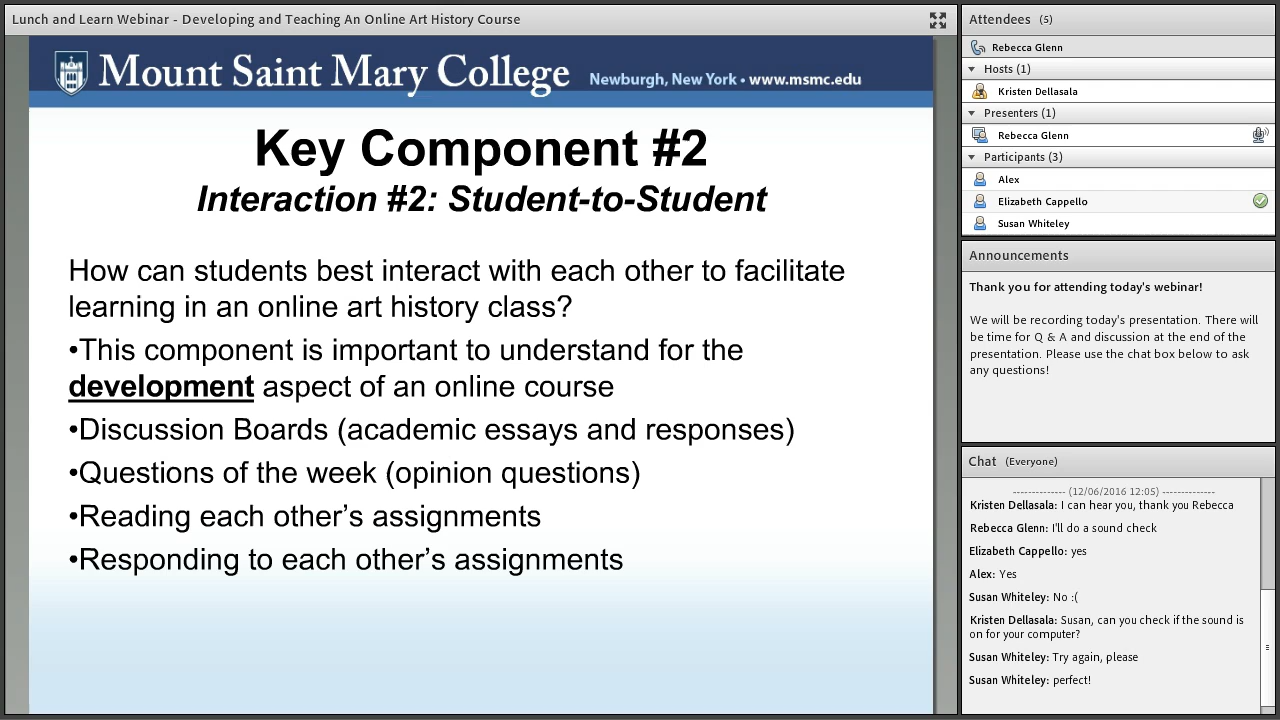 Lunch and Learn Webinar - Developing and Teaching An Online Art History Course
Mount Saint Mary College Newburgh, New York • www.msmc.edu
Key Component #2
Interaction #2: Student-to-Student
How can students best interact with each other to facilitate
learning in an online art history class?
•This component is important to understand for the
development aspect of an online course
•Discussion Boards (academic essays and responses)
•Questions of the week (opinion questions)
•Reading each other’s assignments
•Responding to each other’s assignments
Attendees (5)
Rebecca Glenn
Hosts (1)
Kristen Dellasala
Presenters (1)
Rebecca Glenn
Participants (3)
Alex
Elizabeth Cappello
Susan Whiteley
Announcements
Thank you for attending today's webinar!
We will be recording today's presentation. There will
be time for Q & A and discussion at the end of the
presentation. Please use the chat box below to ask
any questions!
Chat (Everyone)
-------------- (12/06/2016 12:05) --------------
Kristen Dellasala: I can hear you, thank you Rebecca
Rebecca Glenn: I'll do a sound check
Elizabeth Cappello: yes
Alex: Yes
Susan Whiteley: No :(
Kristen Dellasala: Susan, can you check if the sound is
on for your computer?
Susan Whiteley: Try again, please
Susan Whiteley: perfect!